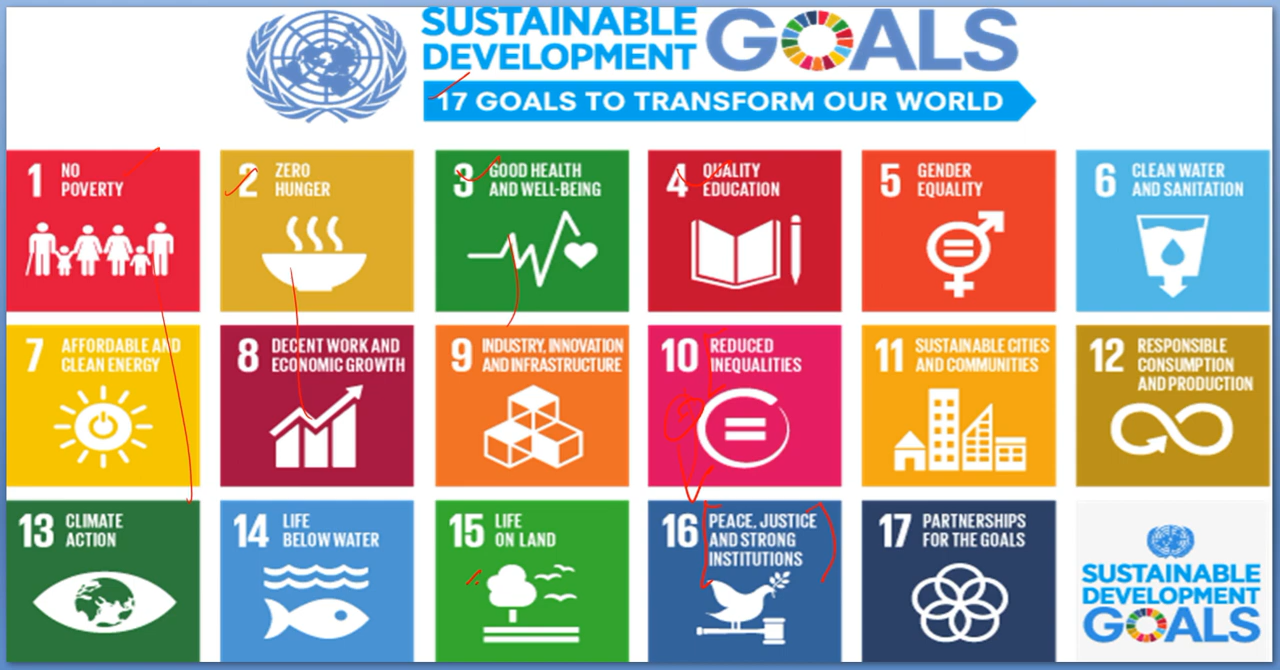 SUSTAINABLE
DEVELOPMENT GOALS
17 GOALS TO TRANSFORM OUR WORLD
1 NO
POVERTY
2 ZERO
HUNGER
3 GOOD HEALTH
AND WELL-BEING
4 QUALITY
EDUCATION
5 GENDER
EQUALITY
6 CLEAN WATER
AND SANITATION
7 AFFORDABLE AND
CLEAN ENERGY
8 DECENT WORK AND
ECONOMIC GROWTH
9 INDUSTRY, INNOVATION
AND INFRASTRUCTURE
10 REDUCED
INEQUALITIES
11 SUSTAINABLE CITIES
AND COMMUNITIES
12 RESPONSIBLE
CONSUMPTION
AND PRODUCTION
13 CLIMATE
ACTION
14 LIFE
BELOW WATER
15 LIFE
ON LAND
16 PEACE, JUSTICE
AND STRONG
INSTITUTIONS
17 PARTNERSHIPS
FOR THE GOALS
SUSTAINABLE
DEVELOPMENT
GOALS